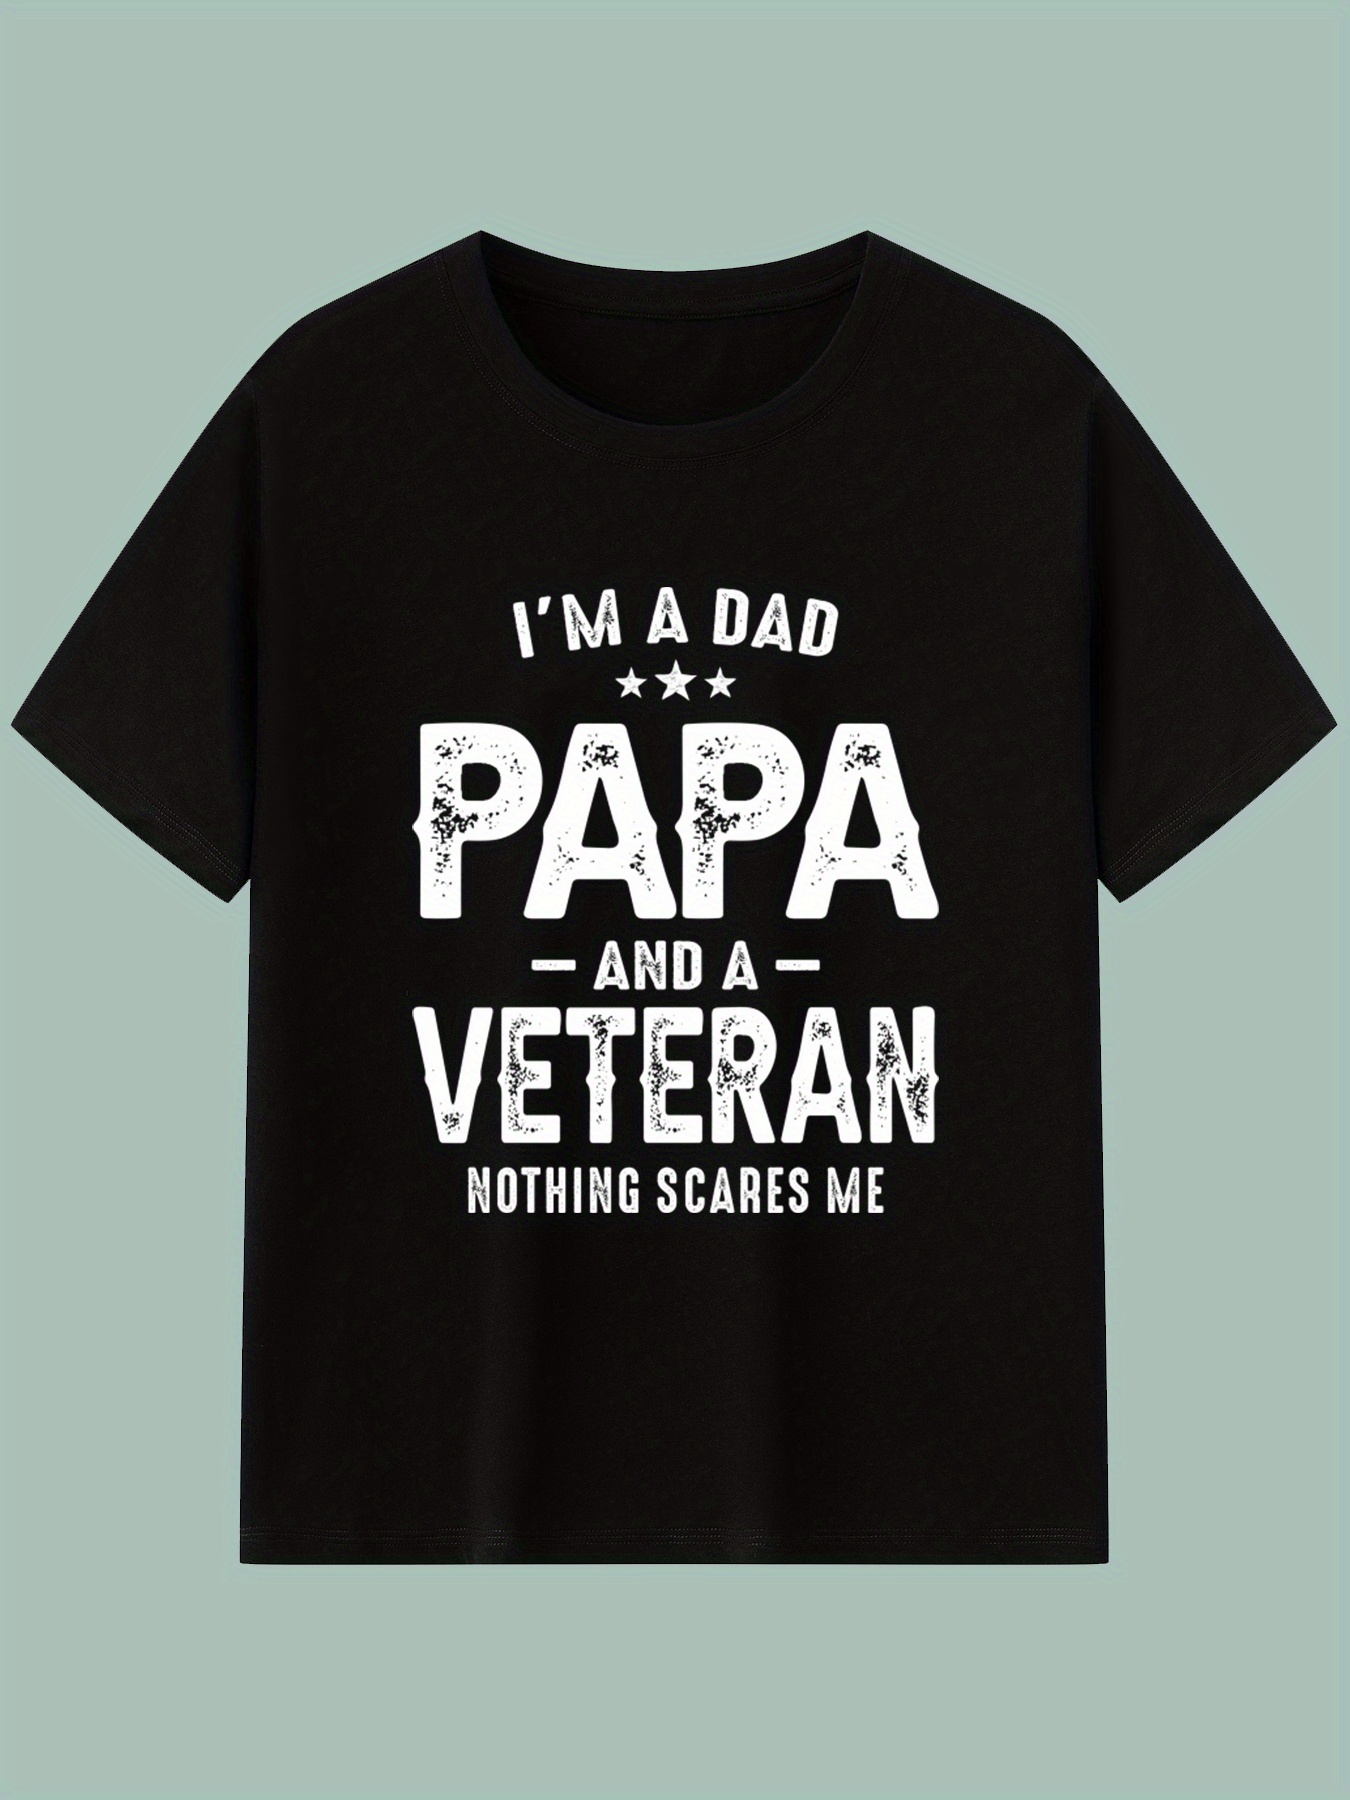 I'M A DAD
PAPA
- AND A -
VETERAN
NOTHING SCARES ME